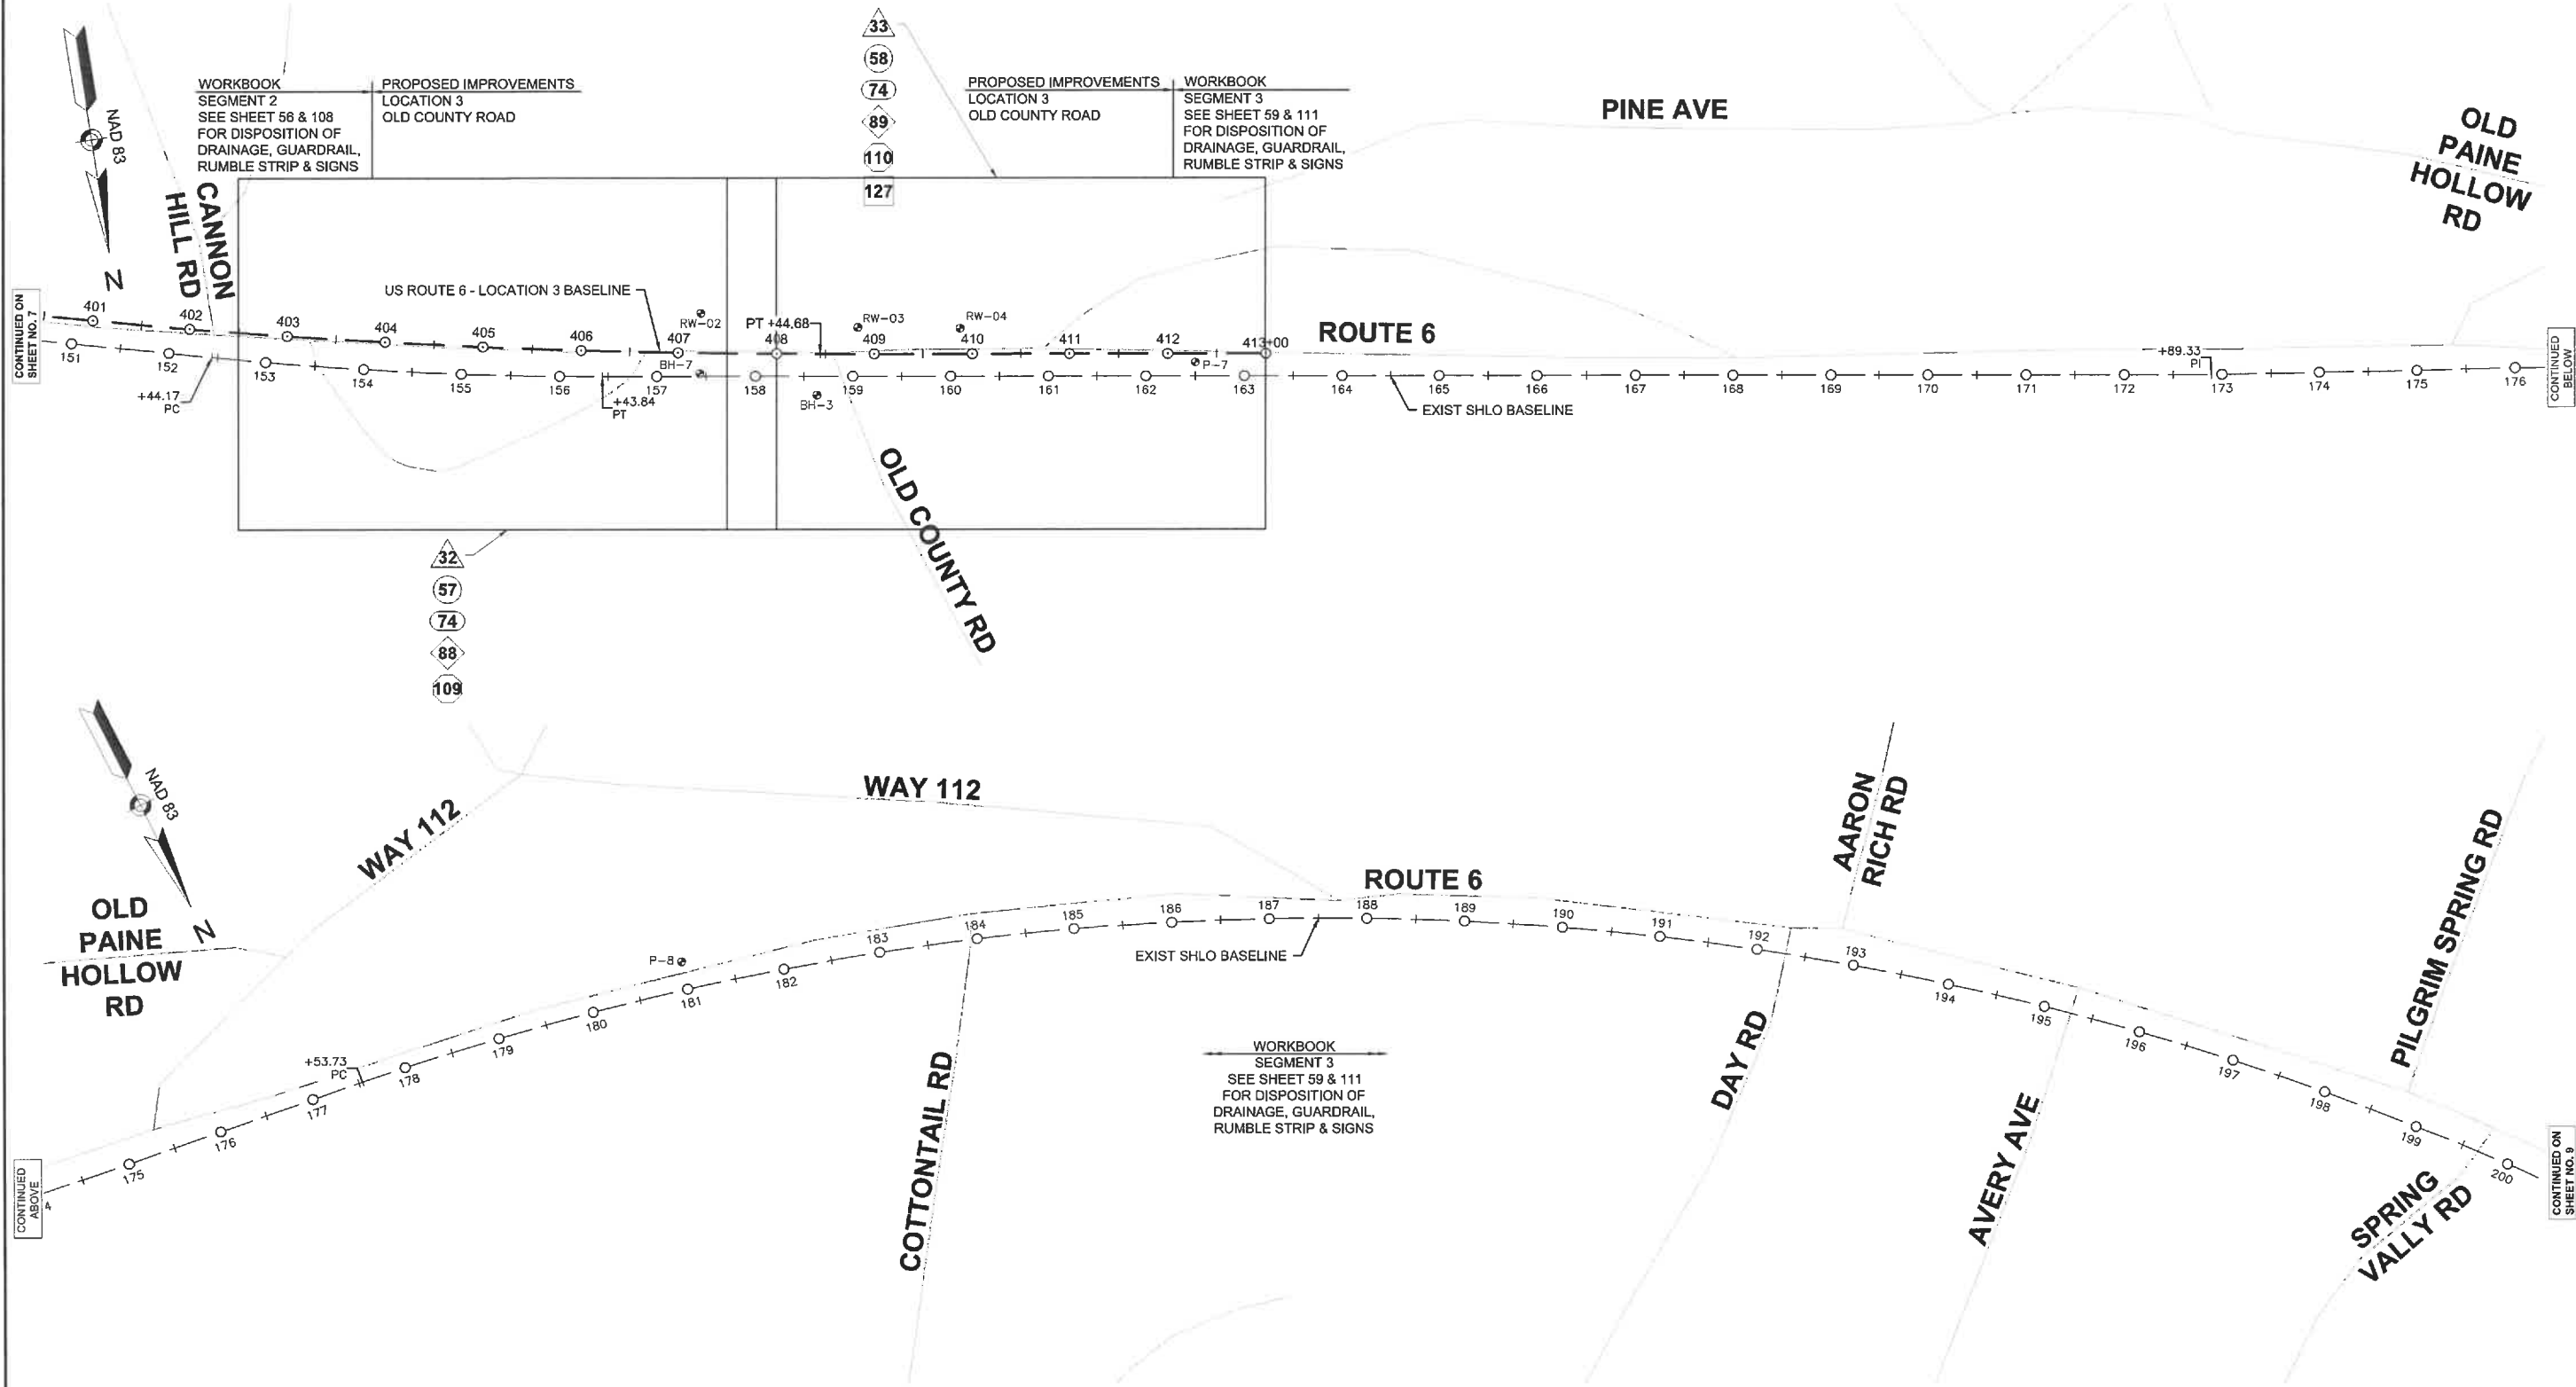 NAD 83
N
WORKBOOK
SEGMENT 2
SEE SHEET 56 & 108
FOR DISPOSITION OF
DRAINAGE, GUARDRAIL,
RUMBLE STRIP & SIGNS
PROPOSED IMPROVEMENTS
LOCATION 3
OLD COUNTY ROAD
33
58
74
89
110
127
PROPOSED IMPROVEMENTS
LOCATION 3
OLD COUNTY ROAD
WORKBOOK
SEGMENT 3
SEE SHEET 59 & 111
FOR DISPOSITION OF
DRAINAGE, GUARDRAIL,
RUMBLE STRIP & SIGNS
PINE AVE
OLD
PAINE
HOLLOW
RD
CANNON
HILL RD
CONTINUED ON
SHEET NO. 7
US ROUTE 6 - LOCATION 3 BASELINE
RW-02
PT +44.68
RW-03
RW-04
ROUTE 6
401
402
403
404
405
406
407
408
409
410
411
412
413+00
BH-7
P-7
+89.33
PI
CONTINUED
BELOW
151
152
153
154
155
156
157
158
159
160
161
162
163
164
165
166
167
168
169
170
171
172
173
174
175
176
+44.17
PC
+43.84
PT
BH-3
EXIST SHLO BASELINE
OLD COUNTY RD
32
57
74
88
109
NAD 83
N
OLD
PAINE
HOLLOW
RD
WAY 112
WAY 112
ROUTE 6
AARON
RICH RD
PILGRIM SPRING RD
P-8
EXIST SHLO BASELINE
+53.73
PC
CONTINUED
ABOVE
4
175
176
177
178
179
180
181
182
183
184
185
186
187
188
189
190
191
192
193
194
195
196
197
198
199
200
COTTONTAIL RD
WORKBOOK
SEGMENT 3
SEE SHEET 59 & 111
FOR DISPOSITION OF
DRAINAGE, GUARDRAIL,
RUMBLE STRIP & SIGNS
DAY RD
AVERY AVE
SPRING
VALLY RD
CONTINUED ON
SHEET NO. 9